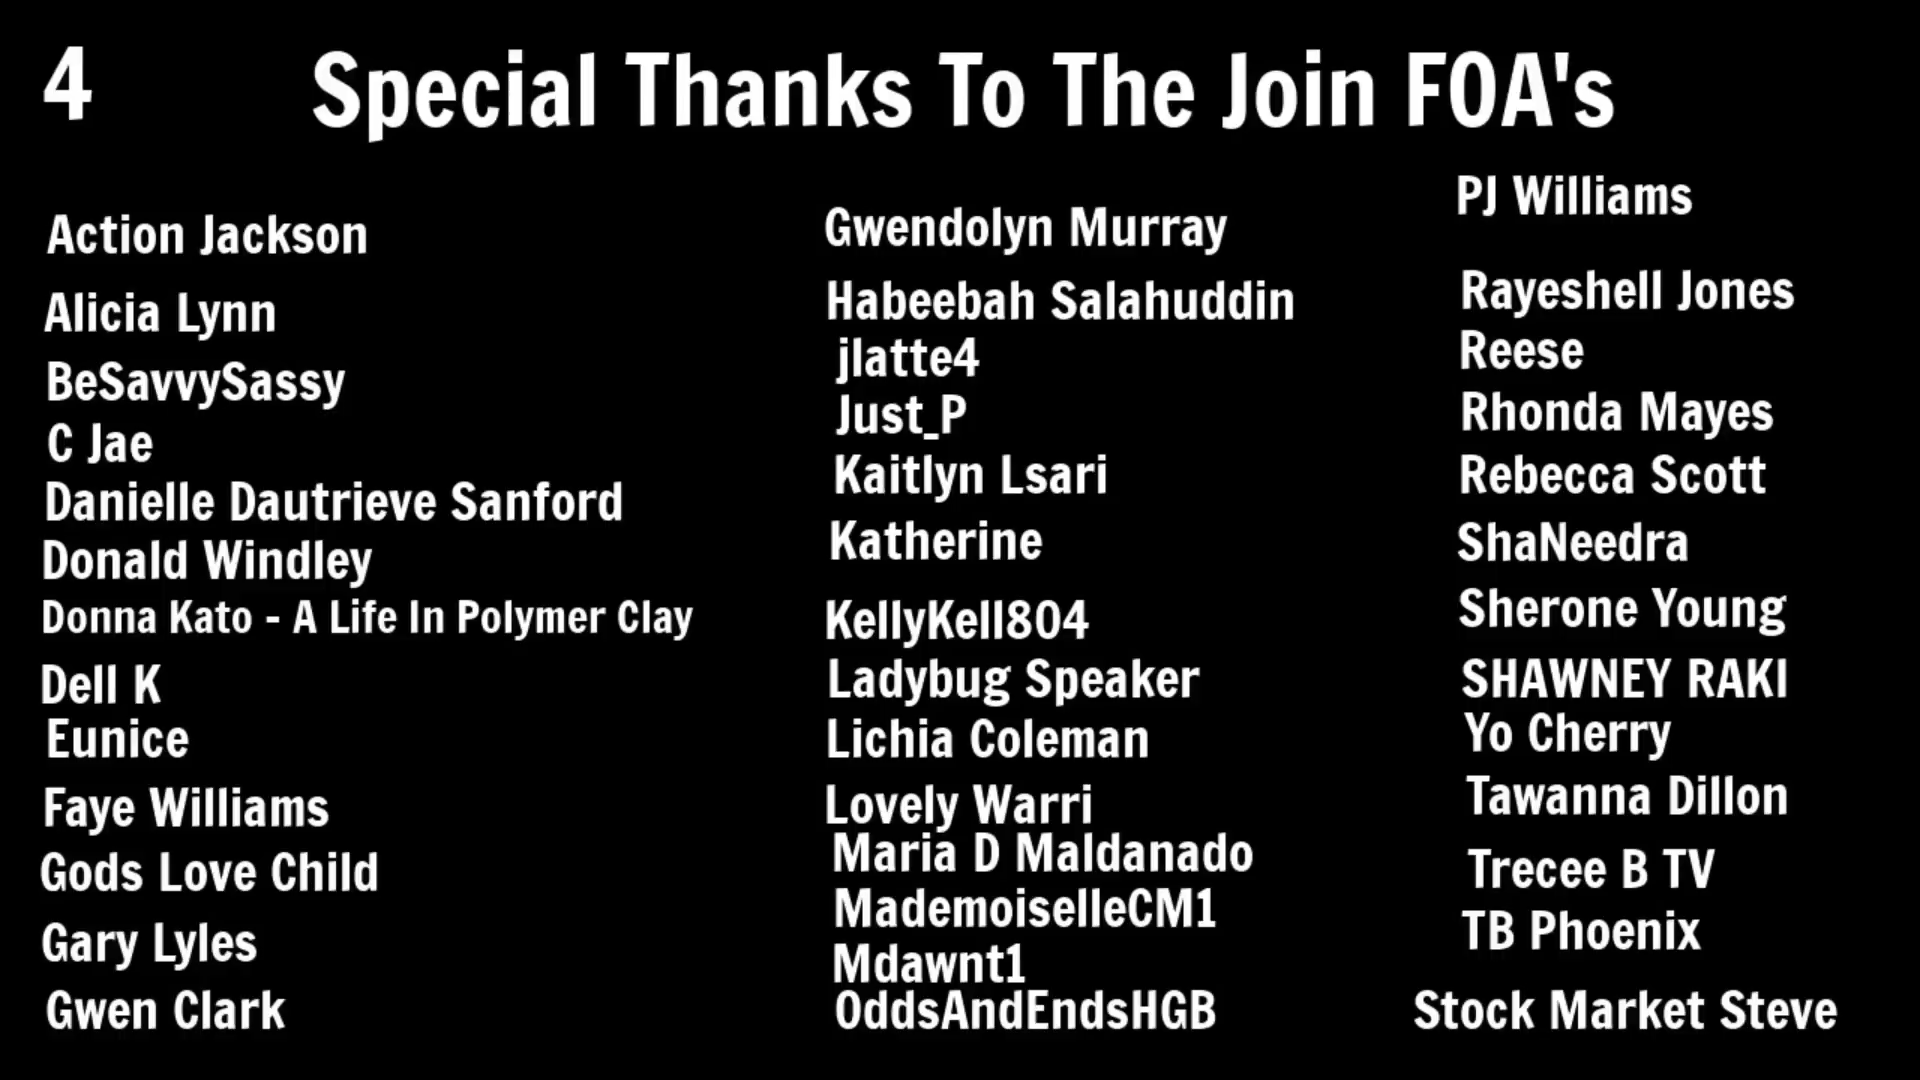 4
Special Thanks To The Join FOA's
Action Jackson
Alicia Lynn
BeSavvySassy
C Jae
Danielle Dautrieve Sanford
Donald Windley
Donna Kato - A Life In Polymer Clay
Dell K
Eunice
Faye Williams
Gods Love Child
Gary Lyles
Gwen Clark
Gwendolyn Murray
Habeebah Salahuddin
jlatte4
Just_P
Kaitlyn Lsari
Katherine
KellyKell804
Ladybug Speaker
Lichia Coleman
Lovely Warri
Maria D Maldanado
MademoiselleCM1
Mdawnt1
OddsAndEndsHGB
PJ Williams
Rayeshell Jones
Reese
Rhonda Mayes
Rebecca Scott
ShaNeedra
Sherone Young
SHAWNEY RAKI
Yo Cherry
Tawanna Dillon
Trecee B TV
TB Phoenix
Stock Market Steve